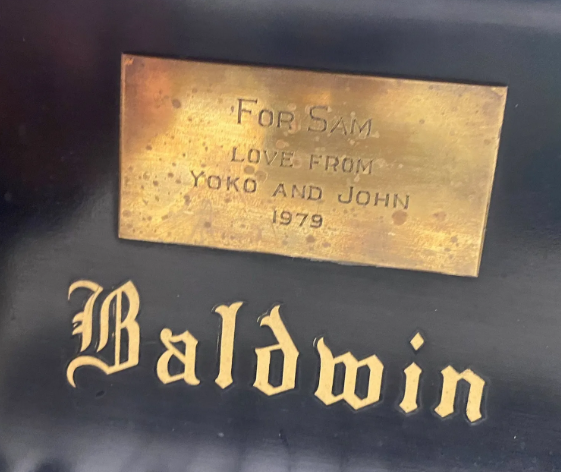 FOR SAM
LOVE FROM
YOKO AND JOHN
1979
Baldwin